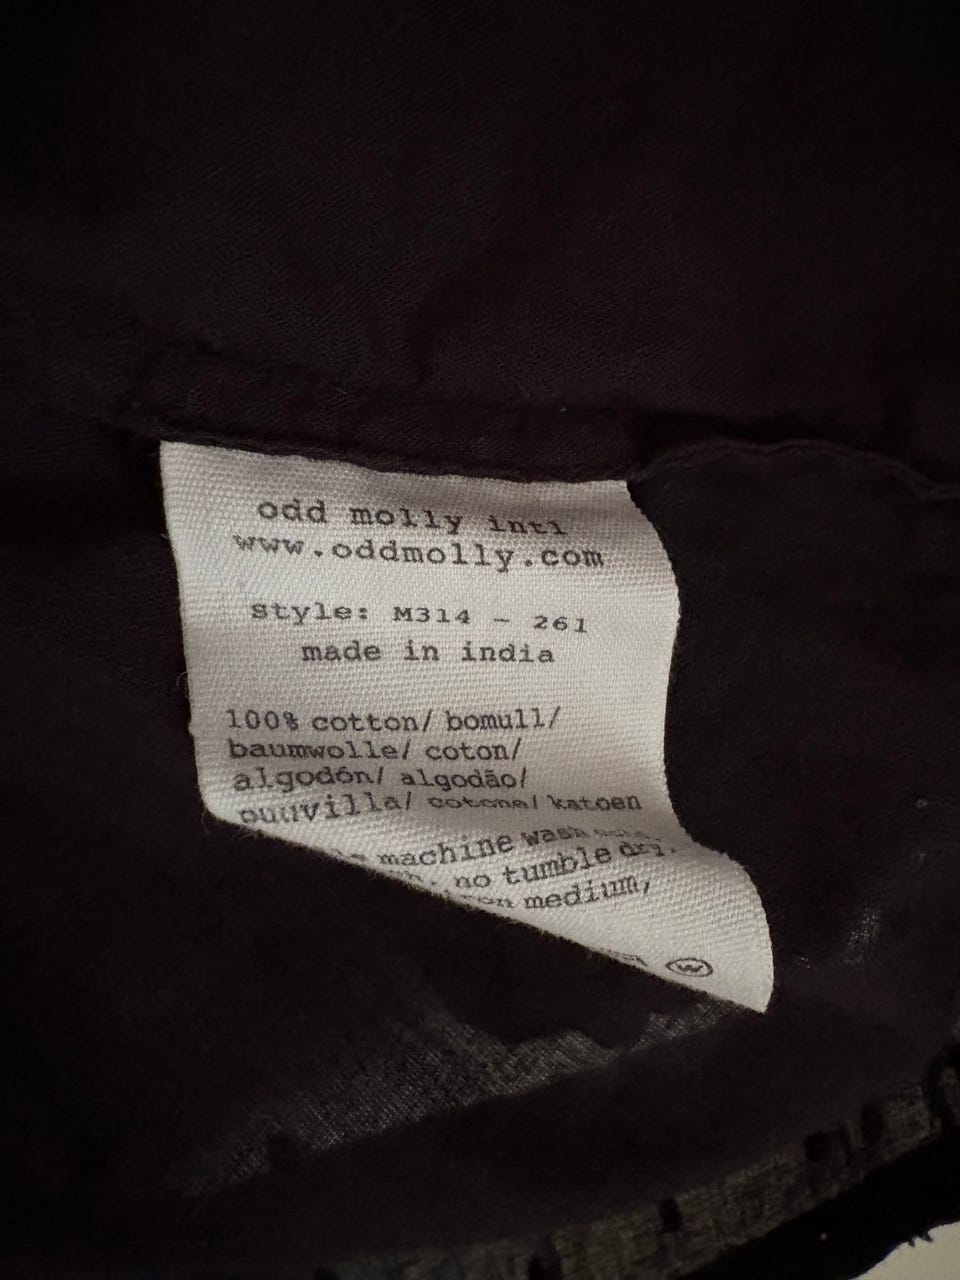 odd molly intl
www.oddmolly.com
style: M314 - 261
made in india
100% cotton/ bomull/
baumwolle/ coton/
algodón/ algodão/
puuvilla/ cotone/ katoen
machine wash
no tumble dry,
medium,
W